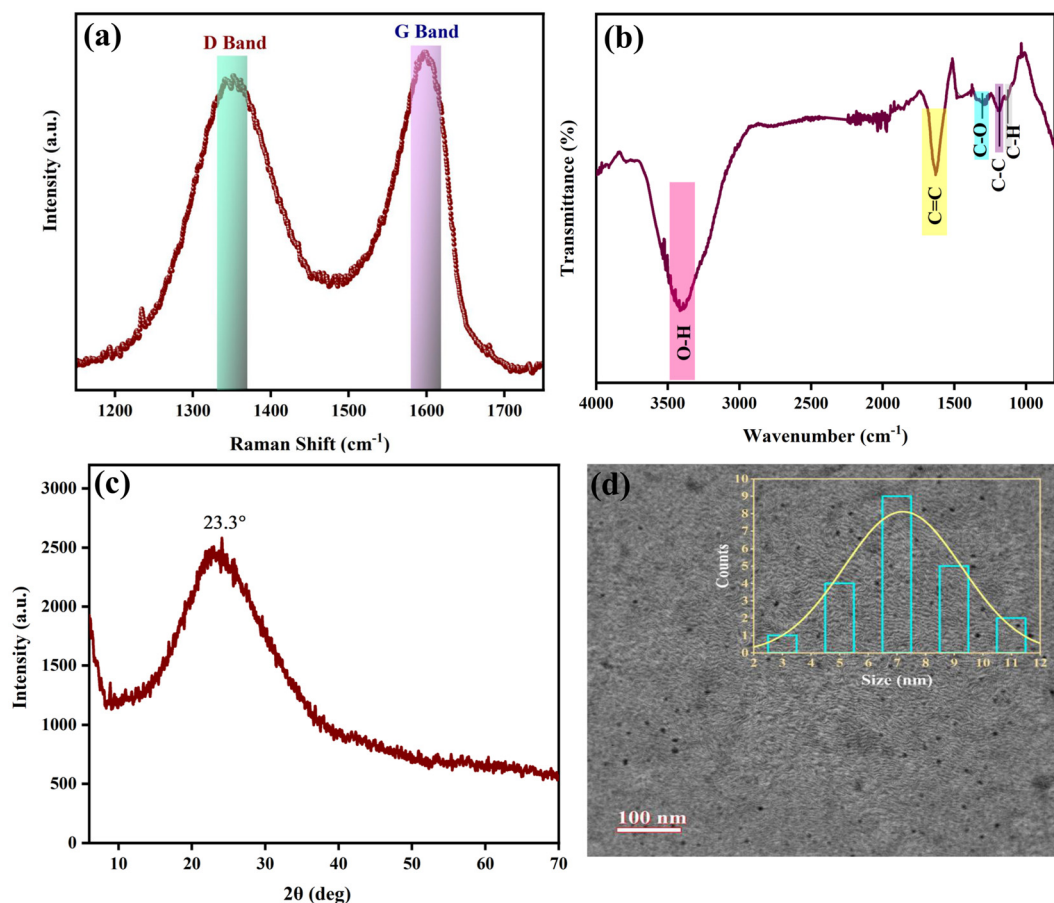 (a)
D Band
G Band
Intensity (a.u.)
1200 1300 1400 1500 1600 1700
Raman Shift (cm⁻¹)
(b)
Transmittance (%)
O-H
C=C
C-O
C-C
C-H
4000 3500 3000 2500 2000 1500 1000
Wavenumber (cm⁻¹)
(c)
23.3°
Intensity (a.u.)
3000
2500
2000
1500
1000
500
0
10 20 30 40 50 60 70
2θ (deg)
(d)
Counts
10
9
8
7
6
5
4
3
2
1
0
2 3 4 5 6 7 8 9 10 11 12
Size (nm)
100 nm